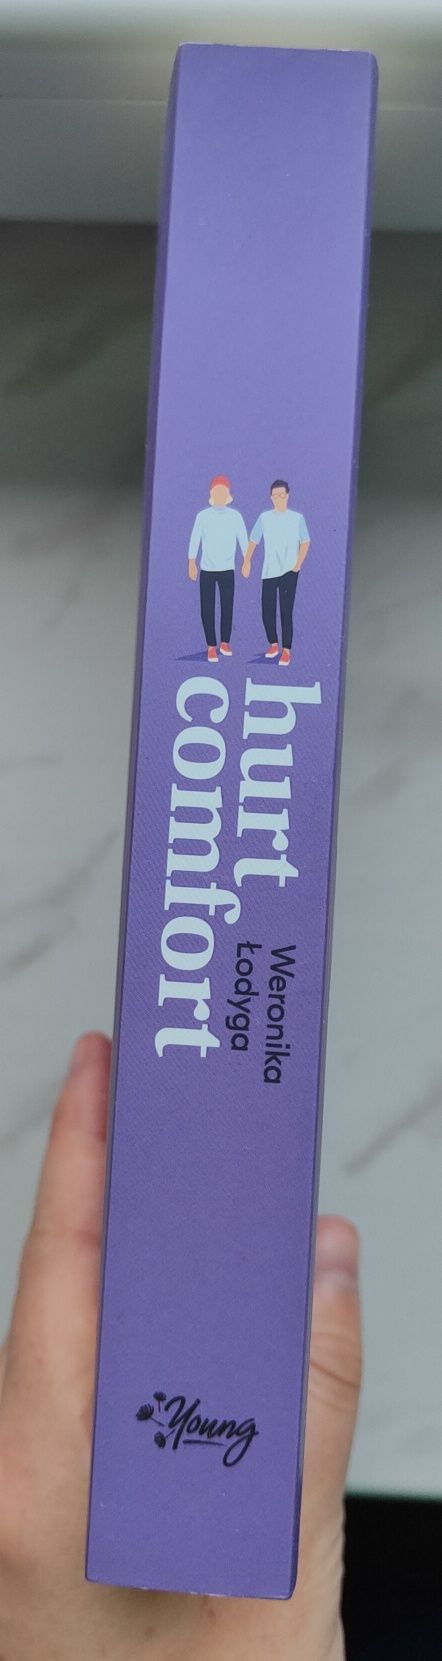 hurt
comfort
Weronika
Łodyga
Young